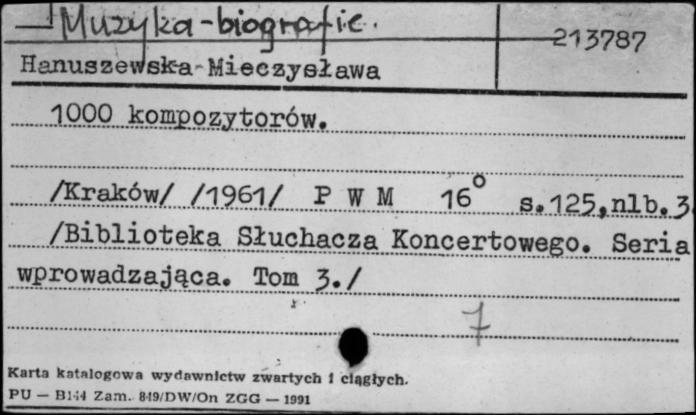 Muzyka-biografie.
213787
Hanuszewska-Mieczysława
1000 kompozytorów.
/Kraków/ /1961/ P W M 16° s.125,nlb.3
/Biblioteka Słuchacza Koncertowego. Seria
wprowadzająca. Tom 3./
7
Karta katalogowa wydawnictw zwartych i ciągłych.
PU — B144 Zam. 849/DW/On ZGG — 1991